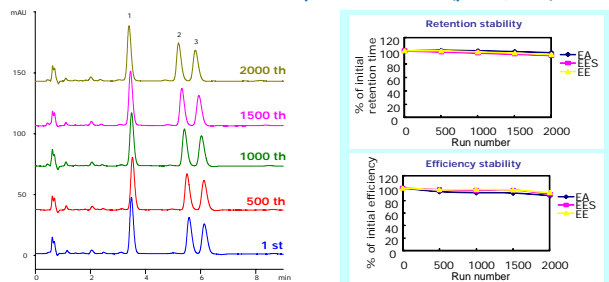 mAU
1
2
3
150
2000 th
1500 th
100
1000 th
50
500 th
1 st
0
0
2
4
6
8
min
Retention stability
% of initial
retention time
120
100
80
60
40
20
0
0
500
1000
1500
2000
Run number
EA
EES
EE
Efficiency stability
% of initial efficiency
120
100
80
60
40
20
0
0
500
1000
1500
2000
Run number
EA
EES
EE